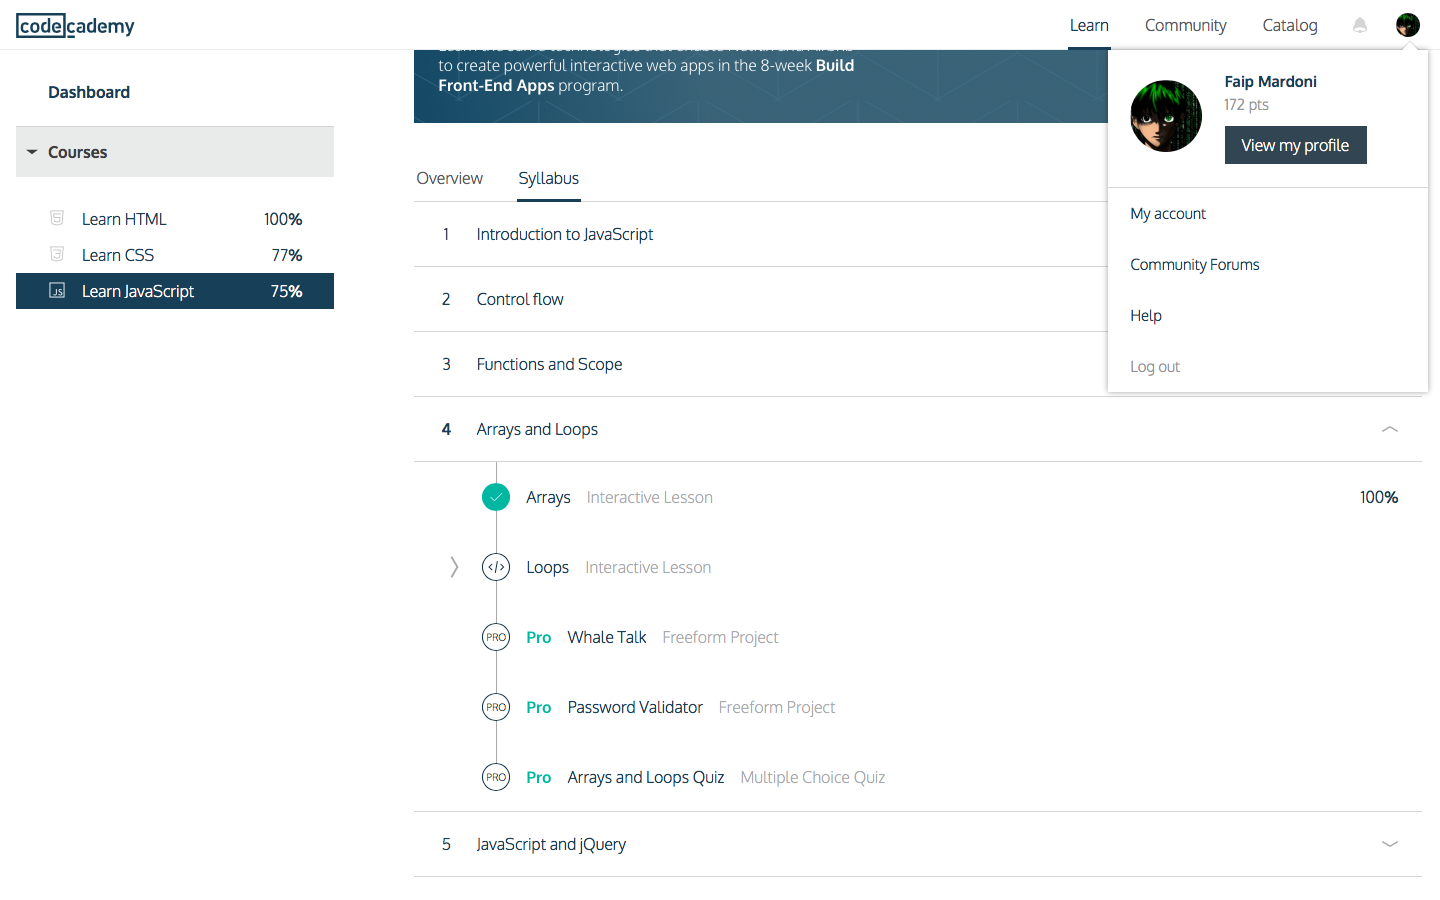 codecademy
Learn
Community
Catalog
to create powerful interactive web apps in the 8-week Build
Front-End Apps program.
Faip Mardoni
172 pts
View my profile
My account
Community Forums
Help
Log out
Dashboard
Courses
Learn HTML 100%
Learn CSS 77%
JS Learn JavaScript 75%
Overview Syllabus
1 Introduction to JavaScript
2 Control flow
3 Functions and Scope
4 Arrays and Loops
Arrays Interactive Lesson 100%
</> Loops Interactive Lesson
PRO Pro Whale Talk Freeform Project
PRO Pro Password Validator Freeform Project
PRO Pro Arrays and Loops Quiz Multiple Choice Quiz
5 JavaScript and jQuery